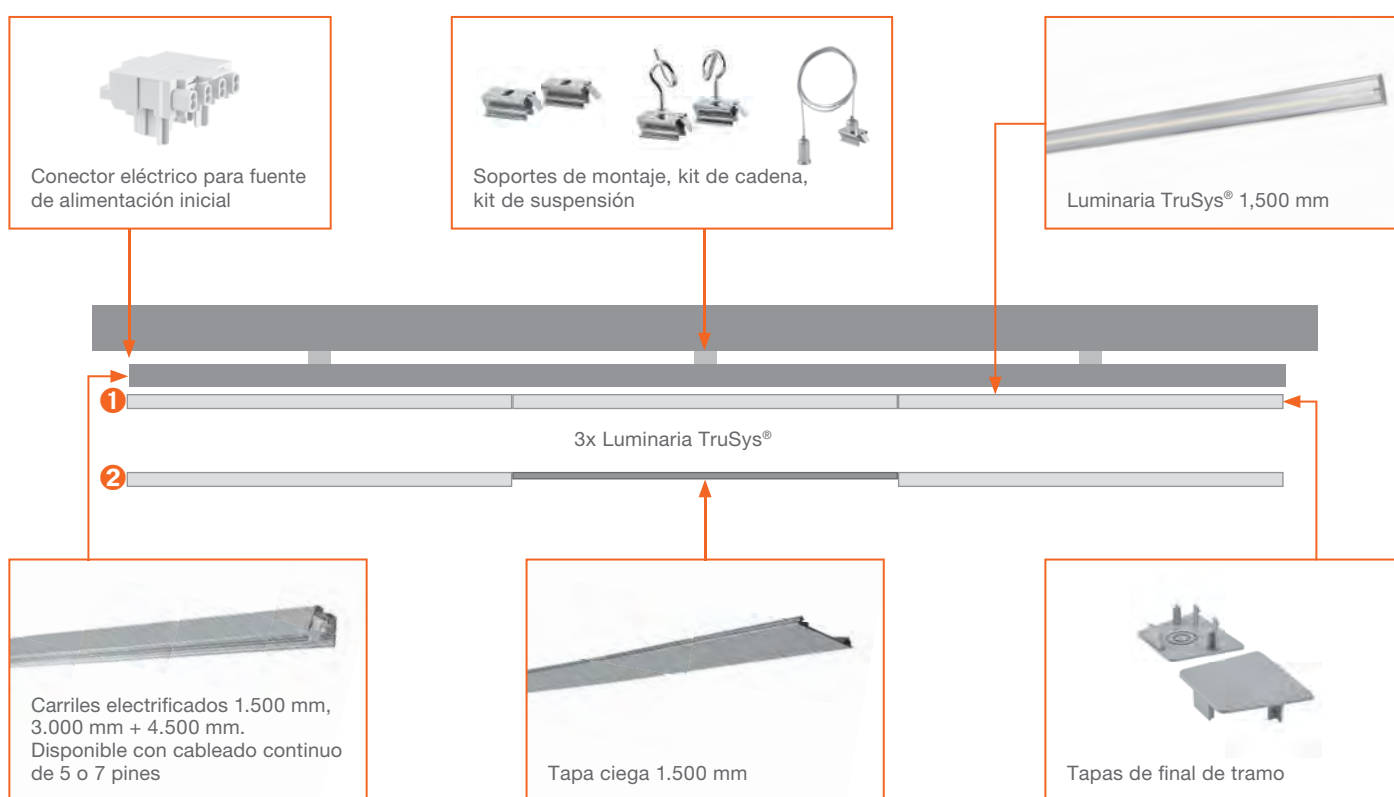 Conector eléctrico para fuente
de alimentación inicial
Soportes de montaje, kit de cadena,
kit de suspensión
Luminaria TruSys® 1,500 mm
1
3x Luminaria TruSys®
2
Carriles electrificados 1.500 mm,
3.000 mm + 4.500 mm.
Disponible con cableado continuo
de 5 o 7 pines
Tapa ciega 1.500 mm
Tapas de final de tramo